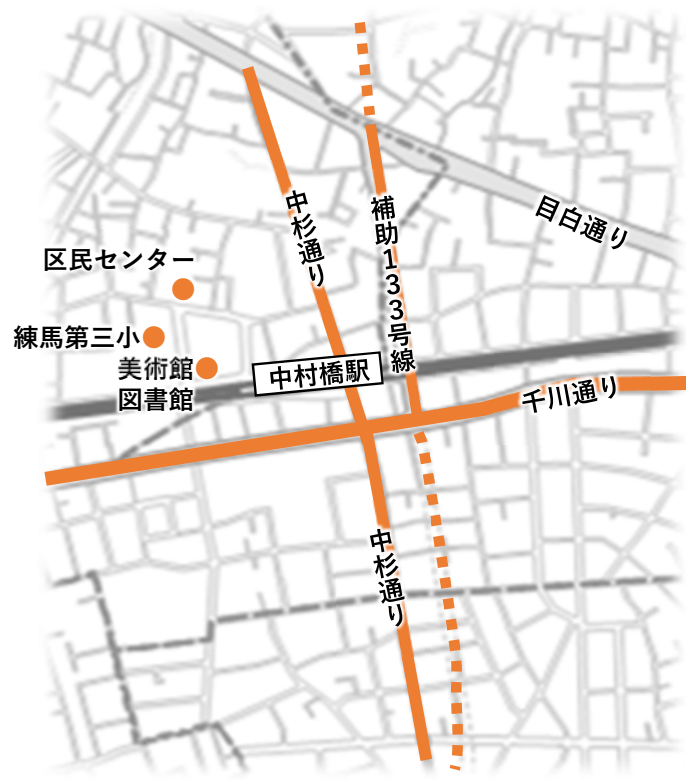 目白通り
中杉通り
補助133号線
区民センター
練馬第三小
美術館
図書館
中村橋駅
千川通り
中杉通り